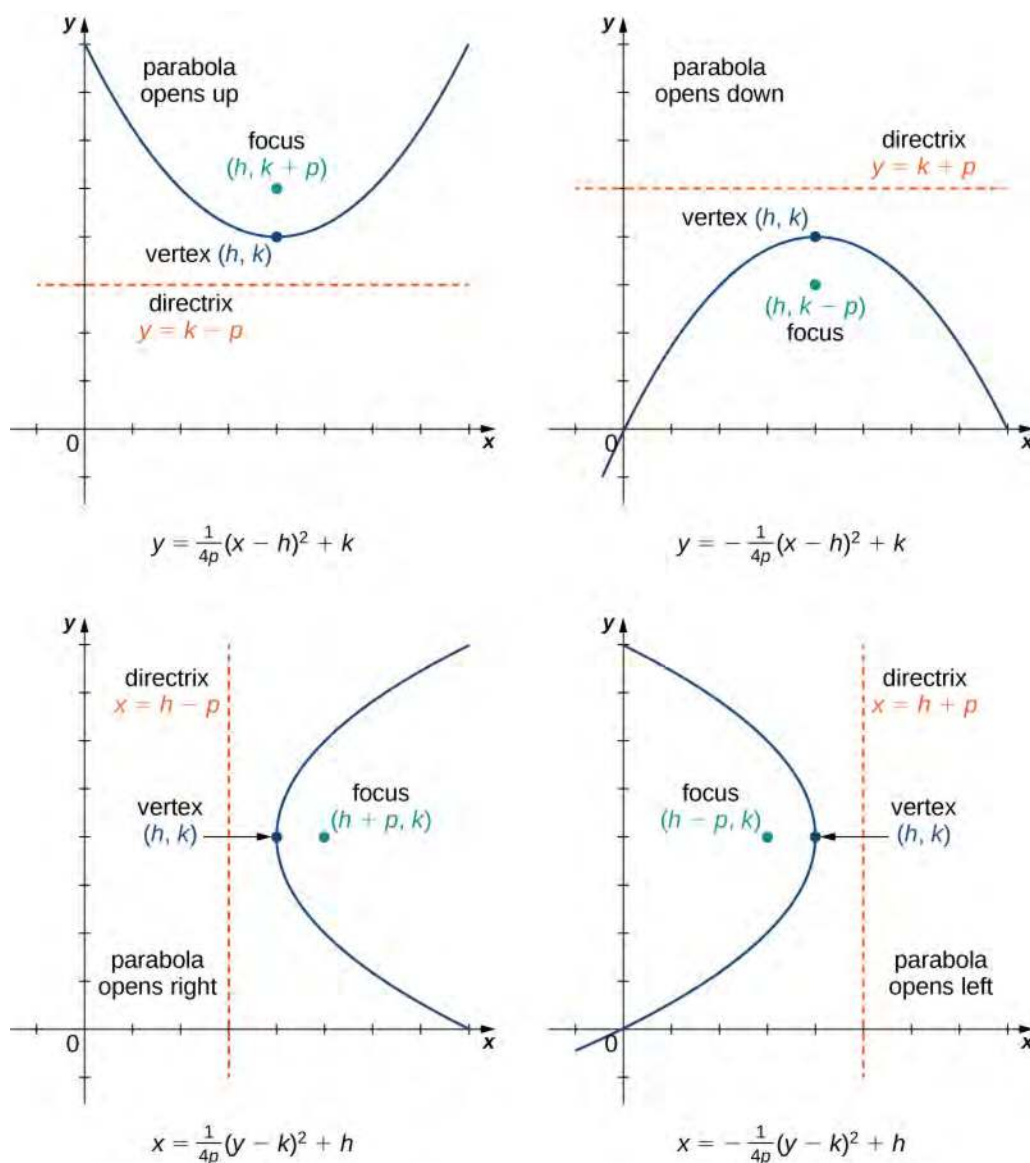 y
parabola
opens up
focus
(h, k + p)
vertex (h, k)
directrix
y = k − p
0
x
y = 1/4p (x − h)² + k
y
parabola
opens down
directrix
y = k + p
vertex (h, k)
(h, k − p)
focus
0
x
y = − 1/4p (x − h)² + k
y
directrix
x = h − p
focus
(h + p, k)
vertex
(h, k)
parabola
opens right
0
x
x = 1/4p (y − k)² + h
y
directrix
x = h + p
focus
(h − p, k)
vertex
(h, k)
parabola
opens left
0
x
x = − 1/4p (y − k)² + h